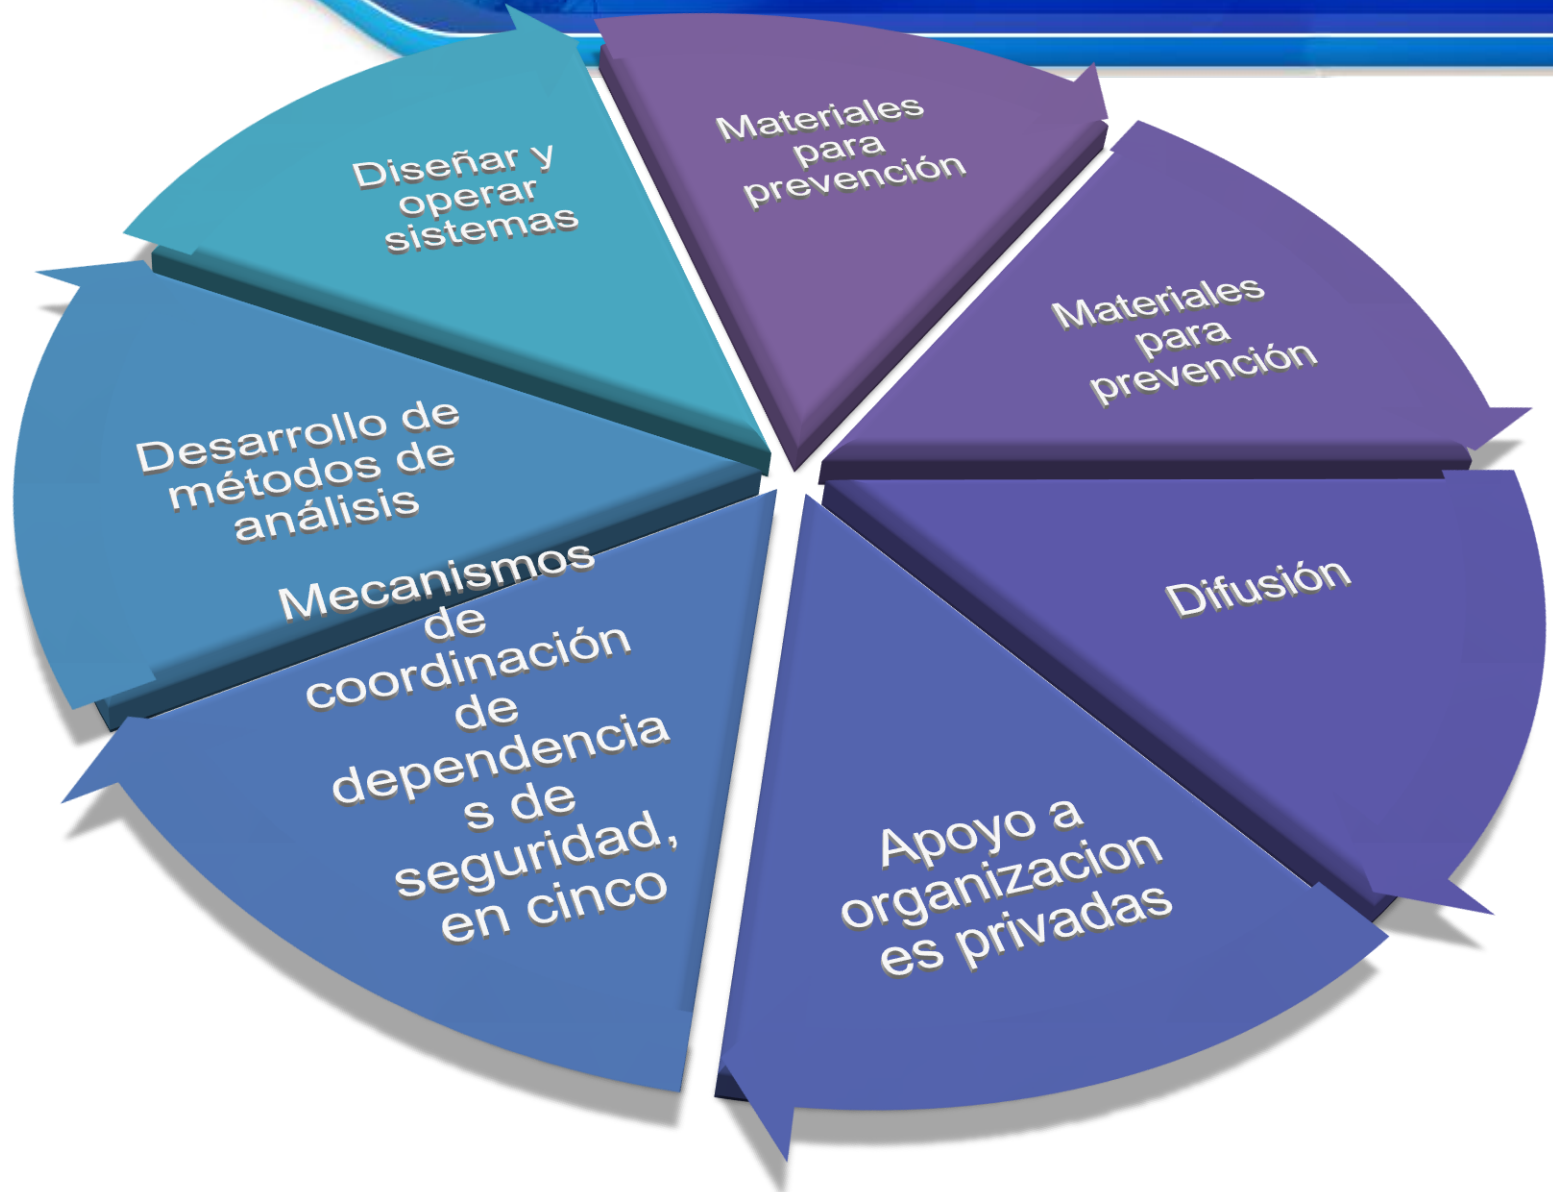 Materiales
para
prevención
Materiales
para
prevención
Difusión
Apoyo a
organizacion
es privadas
Mecanismos
de
coordinación
de
dependencia
s de
seguridad,
en cinco
Desarrollo de
métodos de
análisis
Diseñar y
operar
sistemas